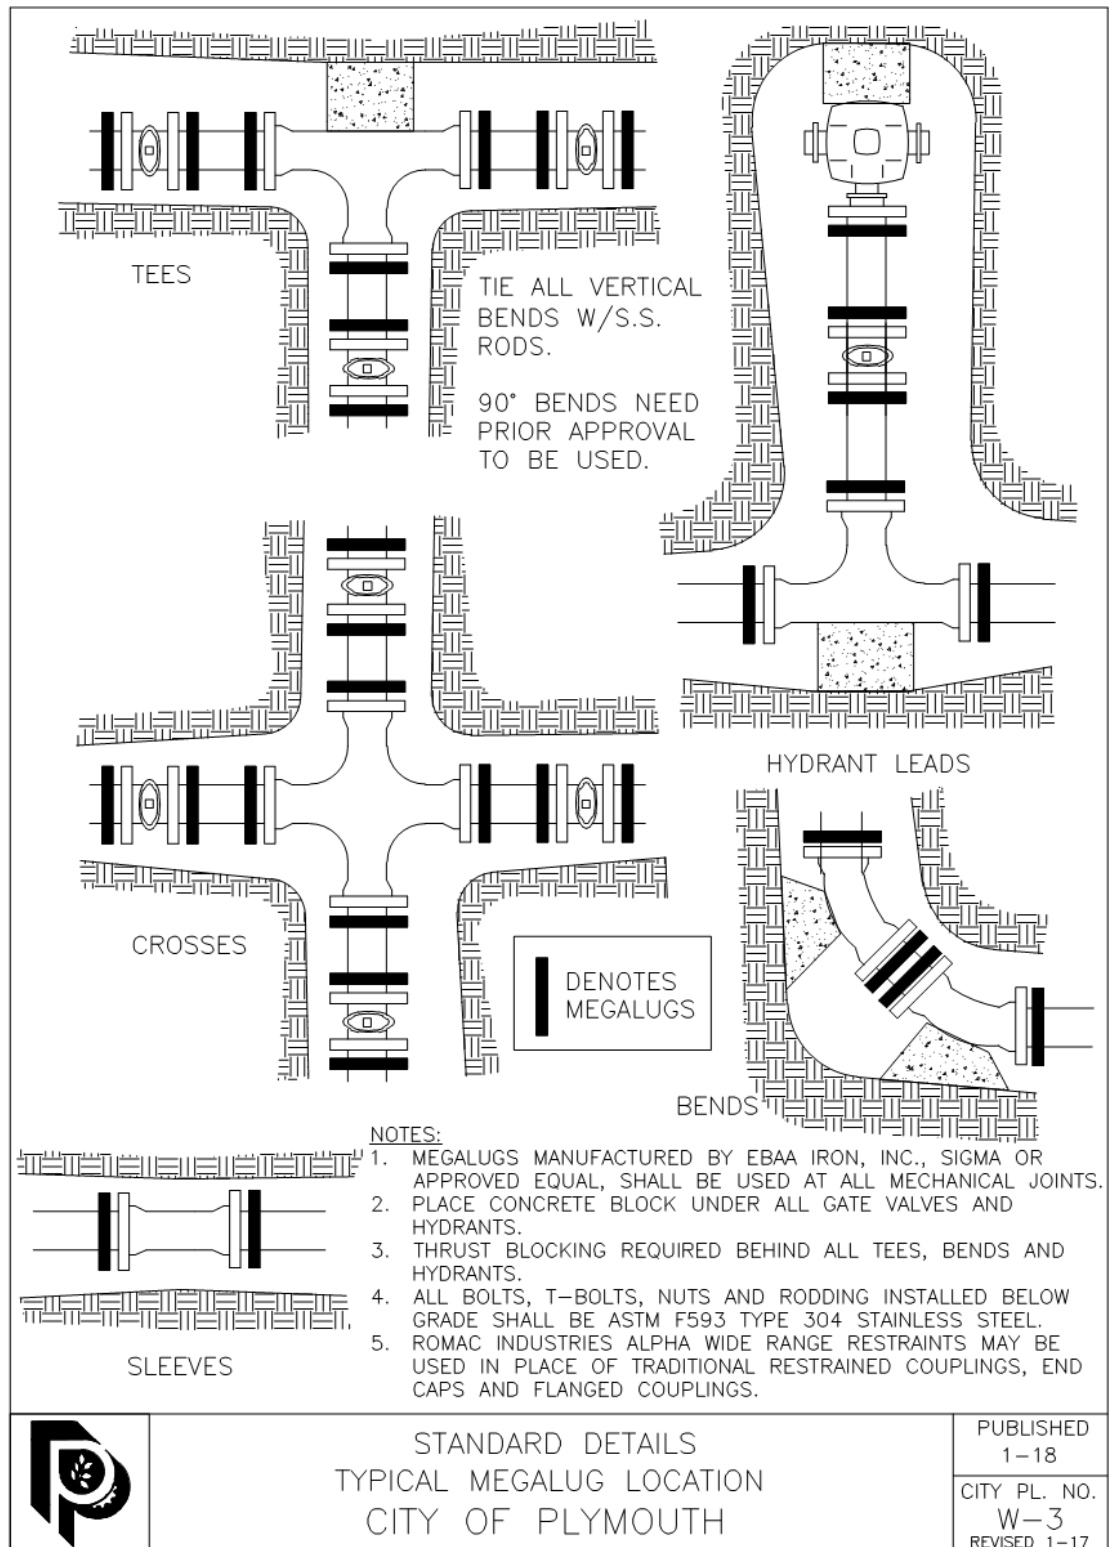 TEES
TIE ALL VERTICAL
BENDS W/S.S.
RODS.
90° BENDS NEED
PRIOR APPROVAL
TO BE USED.
HYDRANT LEADS
CROSSES
DENOTES
MEGALUGS
BENDS
SLEEVES
NOTES:
1. MEGALUGS MANUFACTURED BY EBAA IRON, INC., SIGMA OR
APPROVED EQUAL, SHALL BE USED AT ALL MECHANICAL JOINTS.
2. PLACE CONCRETE BLOCK UNDER ALL GATE VALVES AND
HYDRANTS.
3. THRUST BLOCKING REQUIRED BEHIND ALL TEES, BENDS AND
HYDRANTS.
4. ALL BOLTS, T-BOLTS, NUTS AND RODDING INSTALLED BELOW
GRADE SHALL BE ASTM F593 TYPE 304 STAINLESS STEEL.
5. ROMAC INDUSTRIES ALPHA WIDE RANGE RESTRAINTS MAY BE
USED IN PLACE OF TRADITIONAL RESTRAINED COUPLINGS, END
CAPS AND FLANGED COUPLINGS.
STANDARD DETAILS
TYPICAL MEGALUG LOCATION
CITY OF PLYMOUTH
PUBLISHED
1-18
CITY PL. NO.
W-3
REVISED 1-17